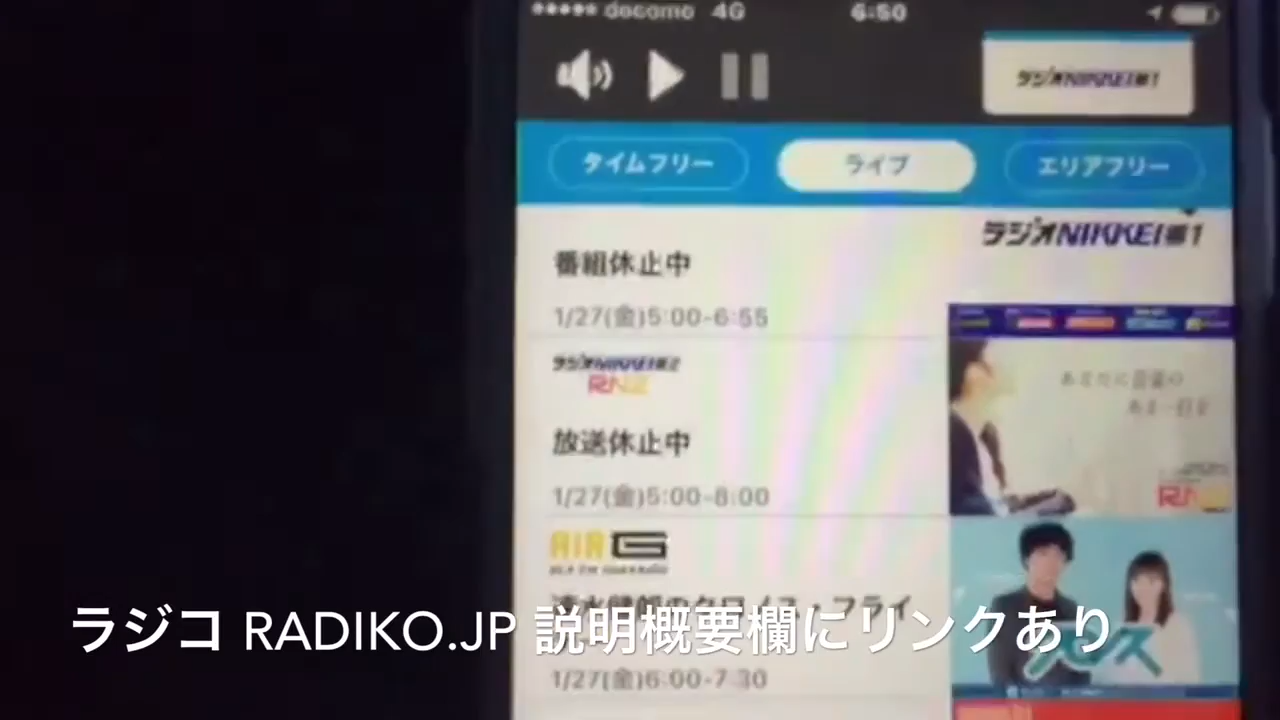 docomo 4G 6:50
ラジオNIKKEI第1
タイムフリー ライブ エリアフリー
ラジオNIKKEI第1
番組休止中
1/27(金)5:00-6:55
ラジオNIKKEI第2
RN2
放送休止中
1/27(金)5:00-8:00
AIR G
ラジコ RADIKO.JP 説明概要欄にリンクあり
1/27(金)6:00-7:30